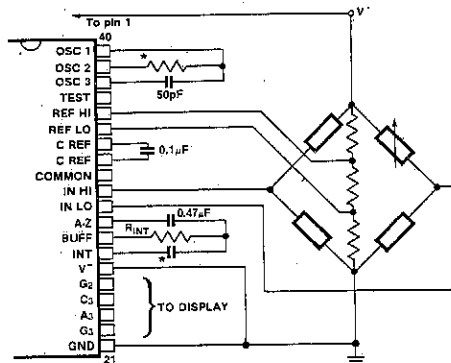 To pin 1
V
40
OSC 1
OSC 2
*
OSC 3
50pF
TEST
REF HI
REF LO
C REF
0.1µF
C REF
COMMON
IN HI
IN LO
A-Z
0.47µF
BUFF
RINT
INT
*
V−
G2
C3
A3
G3
TO DISPLAY
GND
21